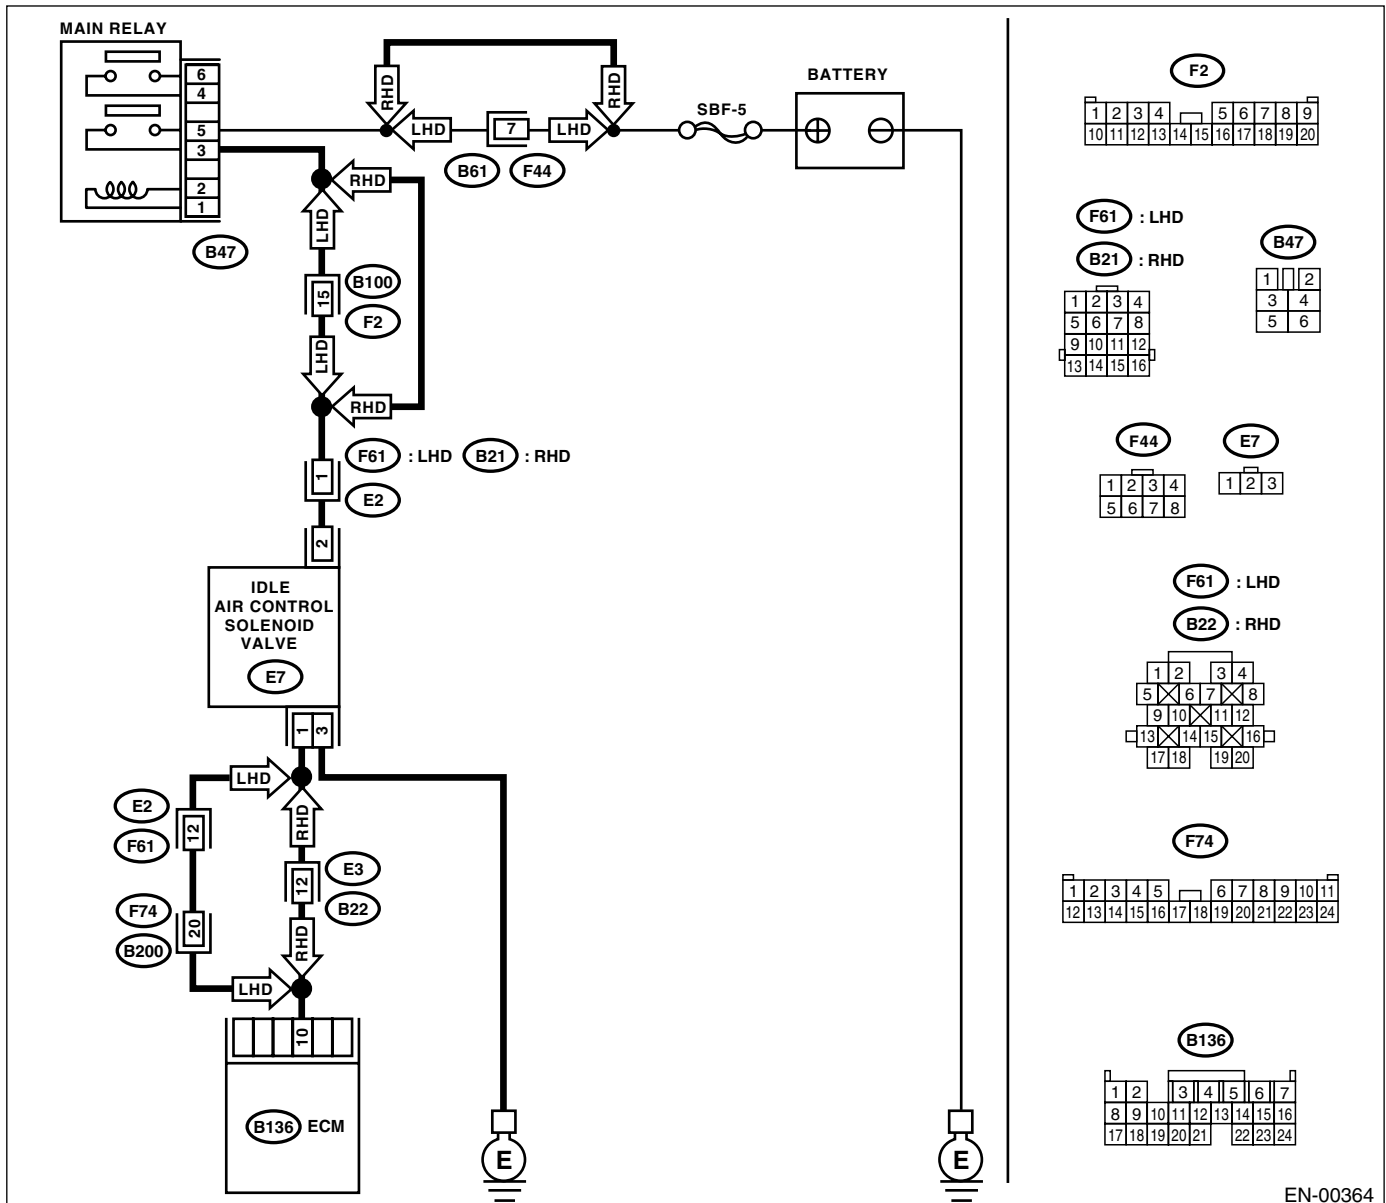 MAIN RELAY
6
4
5
3
2
1
B47
RHD
RHD
LHD
7
LHD
B61
F44
SBF-5
BATTERY
RHD
LHD
15
B100
F2
LHD
RHD
1
F61 : LHD B21 : RHD
E2
2
IDLE
AIR CONTROL
SOLENOID
VALVE
E7
1 3
LHD
RHD
E2
12
F61
F74
20
B200
12
E3
B22
RHD
LHD
10
B136 ECM
E
E
F2
1 2 3 4 5 6 7 8 9
10 11 12 13 14 15 16 17 18 19 20
F61 : LHD
B21 : RHD
1 2 3 4
5 6 7 8
9 10 11 12
13 14 15 16
B47
1 2
3 4
5 6
F44
1 2 3 4
5 6 7 8
E7
1 2 3
F61 : LHD
B22 : RHD
1 2 3 4
5 6 7 8
9 10 11 12
13 14 15 16
17 18 19 20
F74
1 2 3 4 5 6 7 8 9 10 11
12 13 14 15 16 17 18 19 20 21 22 23 24
B136
1 2 3 4 5 6 7
8 9 10 11 12 13 14 15 16
17 18 19 20 21 22 23 24
EN-00364